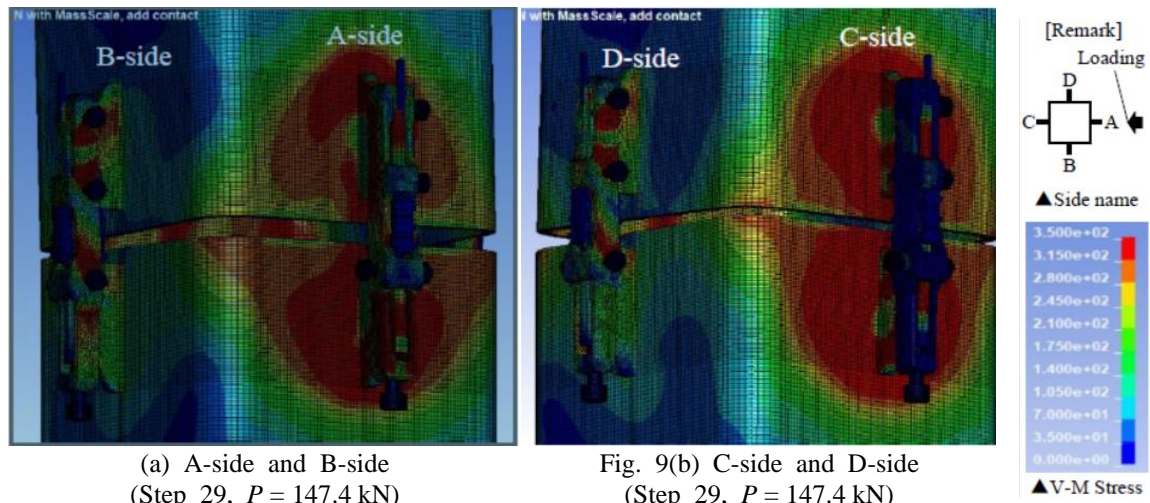 N with MassScale, add contact
B-side
A-side
N with MassScale, add contact
D-side
C-side
[Remark]
Loading
D
C
A
B
▲Side name
3.500e+02
3.150e+02
2.800e+02
2.450e+02
2.100e+02
1.750e+02
1.400e+02
1.050e+02
7.000e+01
3.500e+01
0.000e+00
▲V-M Stress
(a) A-side and B-side
(Step 29, P = 147.4 kN)
Fig. 9(b) C-side and D-side
(Step 29, P = 147.4 kN)